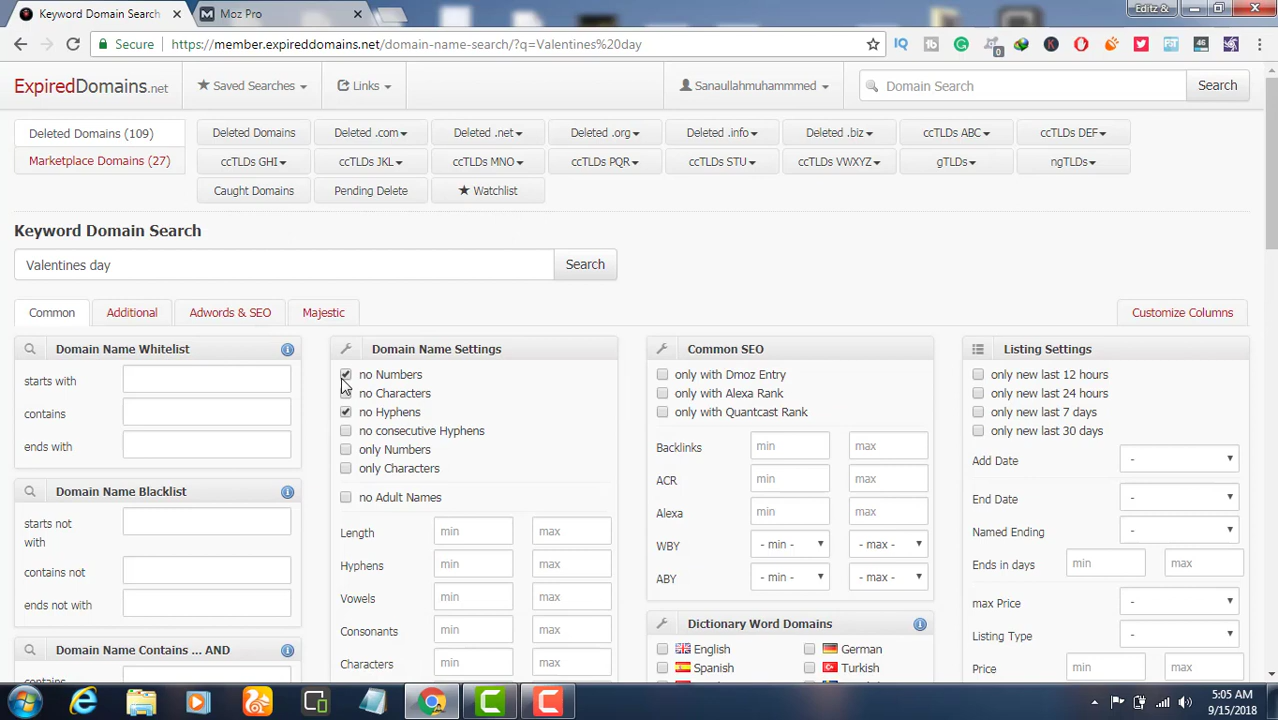 Keyword Domain Search
Moz Pro
Editz &
Secure
https://member.expireddomains.net/domain-name-search/?q=Valentines%20day
ExpiredDomains.net
Saved Searches
Links
Sanaullahmuhammmed
Domain Search
Search
Deleted Domains (109)
Marketplace Domains (27)
Deleted Domains
Deleted .com
Deleted .net
Deleted .org
Deleted .info
Deleted .biz
ccTLDs ABC
ccTLDs DEF
ccTLDs GHI
ccTLDs JKL
ccTLDs MNO
ccTLDs PQR
ccTLDs STU
ccTLDs VWXYZ
gTLDs
ngTLDs
Caught Domains
Pending Delete
Watchlist
Keyword Domain Search
Valentines day
Search
Common
Additional
Adwords & SEO
Majestic
Customize Columns
Domain Name Whitelist
starts with
contains
ends with
Domain Name Blacklist
starts not
with
contains not
ends not with
Domain Name Contains ... AND
Domain Name Settings
no Numbers
no Characters
no Hyphens
no consecutive Hyphens
only Numbers
only Characters
no Adult Names
Length min max
Hyphens min max
Vowels min max
Consonants min max
Characters min max
Common SEO
only with Dmoz Entry
only with Alexa Rank
only with Quantcast Rank
Backlinks min max
ACR min max
Alexa min max
WBY - min - - max -
ABY - min - - max -
Dictionary Word Domains
English German
Spanish Turkish
Listing Settings
only new last 12 hours
only new last 24 hours
only new last 7 days
only new last 30 days
Add Date -
End Date -
Named Ending -
Ends in days min max
max Price -
Listing Type -
Price min max
5:05 AM
9/15/2018